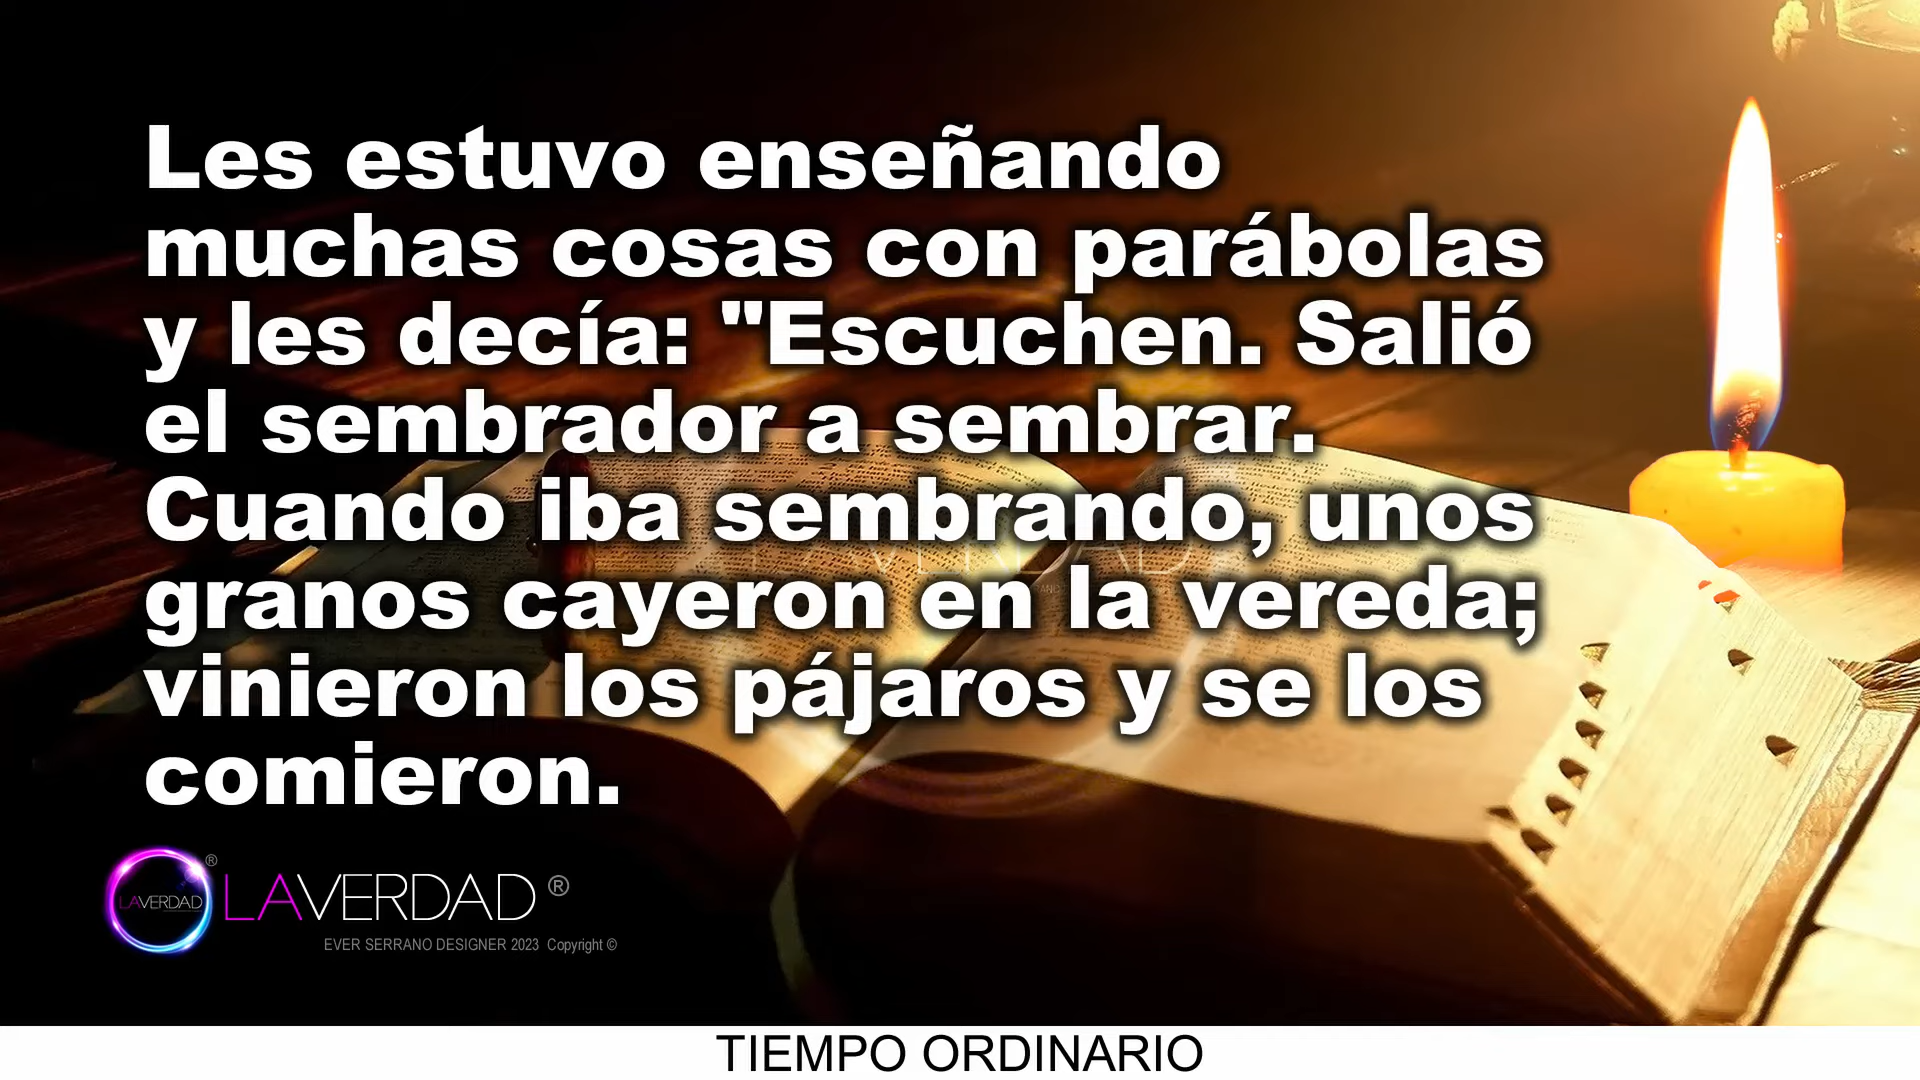 Les estuvo enseñando
muchas cosas con parábolas
y les decía: "Escuchen. Salió
el sembrador a sembrar.
Cuando iba sembrando, unos
granos cayeron en la vereda;
vinieron los pájaros y se los
comieron.
LAVERDAD ®
LAVERDAD ®
EVER SERRANO DESIGNER 2023 Copyright ©
TIEMPO ORDINARIO